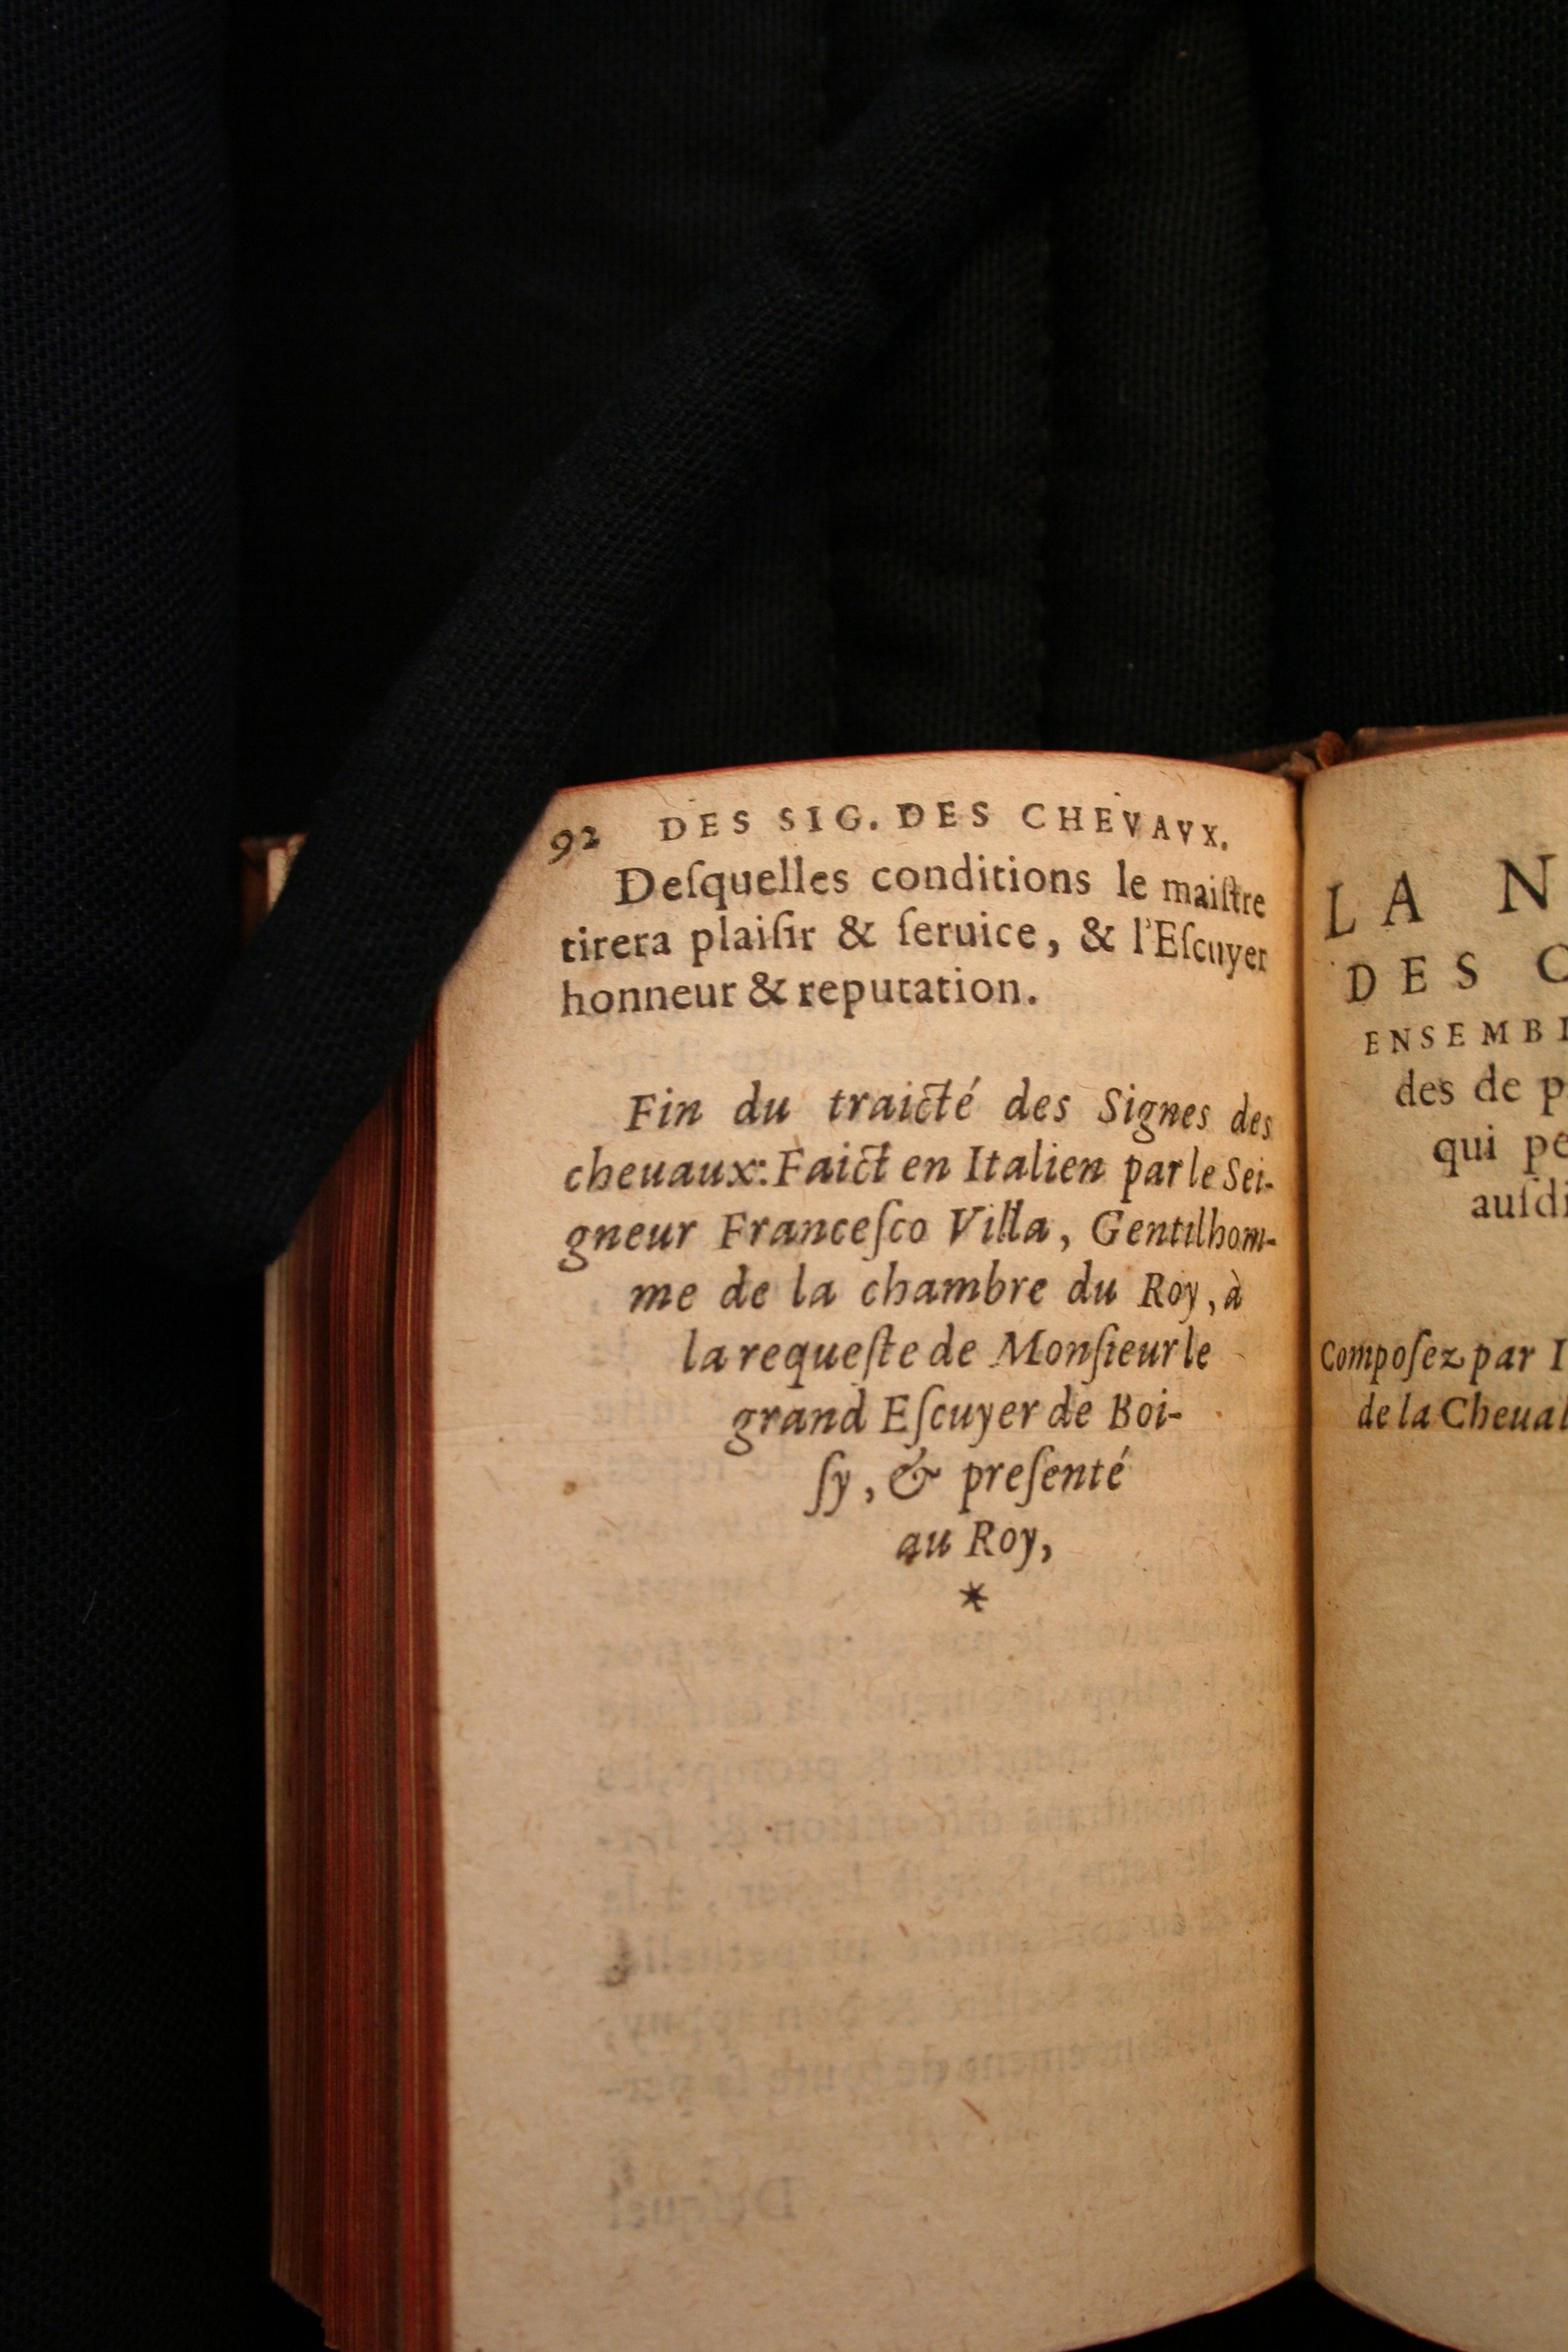 92 DES SIG. DES CHEVAVX.
Deſquelles conditions le maiſtre
tirera plaiſir & ſeruice, & l'Eſcuyer
honneur & reputation.
Fin du traicté des Signes des
cheuaux: Faict en Italien par le Sei-
gneur Franceſco Villa, Gentilhom-
me de la chambre du Roy, à
la requeſte de Monſieur le
grand Eſcuyer de Boi-
ſy, & preſenté
au Roy,
*
LA N
DES C
ENSEMBL
des de p
qui pe
auſdi
Compoſez par I
de la Cheual